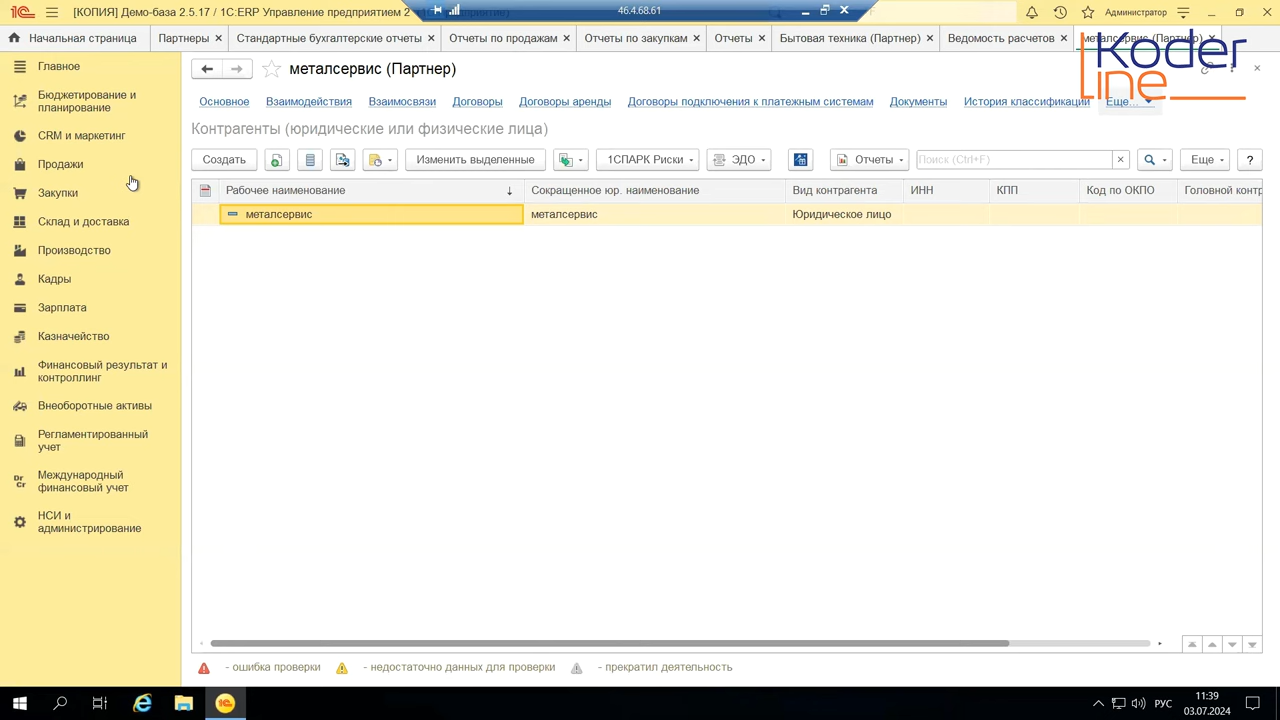 [КОПИЯ] Демо-база 2.5.17 / 1С:ERP Управление предприятием 2
46.4.68.61
Администратор
Начальная страница
Партнеры
Стандартные бухгалтерские отчеты
Отчеты по продажам
Отчеты по закупкам
Отчеты
Бытовая техника (Партнер)
Ведомость расчетов
металсервис (Партнер)
Koder
line
Главное
Бюджетирование и
планирование
CRM и маркетинг
Продажи
Закупки
Склад и доставка
Производство
Кадры
Зарплата
Казначейство
Финансовый результат и
контроллинг
Внеоборотные активы
Регламентированный
учет
Международный
финансовый учет
НСИ и
администрирование
металсервис (Партнер)
Основное
Взаимодействия
Взаимосвязи
Договоры
Договоры аренды
Договоры подключения к платежным системам
Документы
История классификации
Еще...
Контрагенты (юридические или физические лица)
Создать
Изменить выделенные
1СПАРК Риски
ЭДО
Отчеты
Поиск (Ctrl+F)
Еще
?
Рабочее наименование
Сокращенное юр. наименование
Вид контрагента
ИНН
КПП
Код по ОКПО
Головной контр
металсервис
металсервис
Юридическое лицо
- ошибка проверки
- недостаточно данных для проверки
- прекратил деятельность
РУС
11:39
03.07.2024